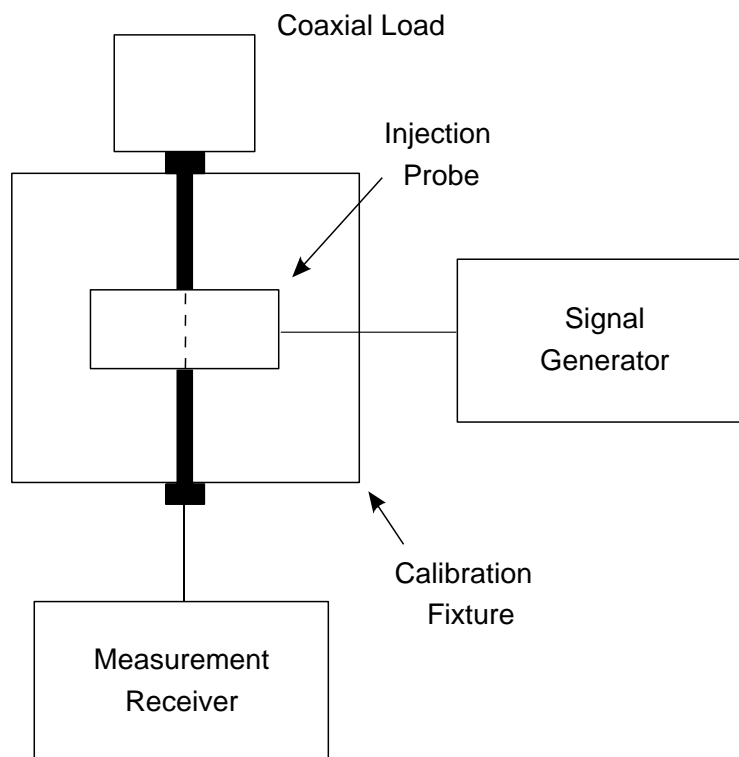 Coaxial Load
Injection
Probe
Signal
Generator
Calibration
Fixture
Measurement
Receiver